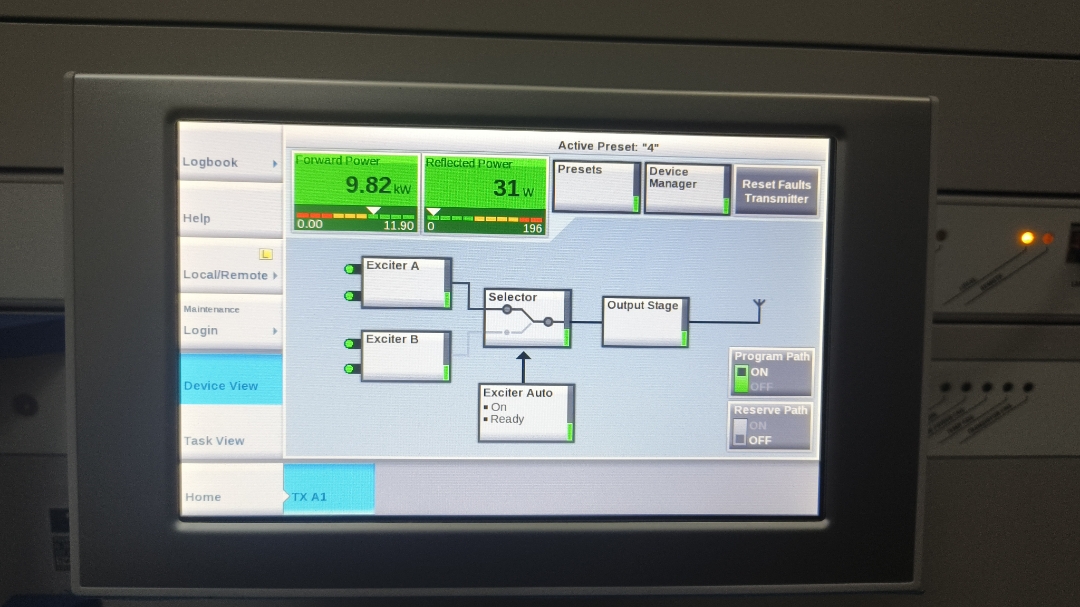 Active Preset: "4"
Logbook
Help
L
Local/Remote
Maintenance
Login
Device View
Task View
Home
TX A1
Forward Power
9.82 kW
0.00 11.90
Reflected Power
31 W
0 196
Presets
Device
Manager
Reset Faults
Transmitter
Exciter A
Exciter B
Selector
Output Stage
Exciter Auto
On
Ready
Program Path
ON
OFF
Reserve Path
ON
OFF